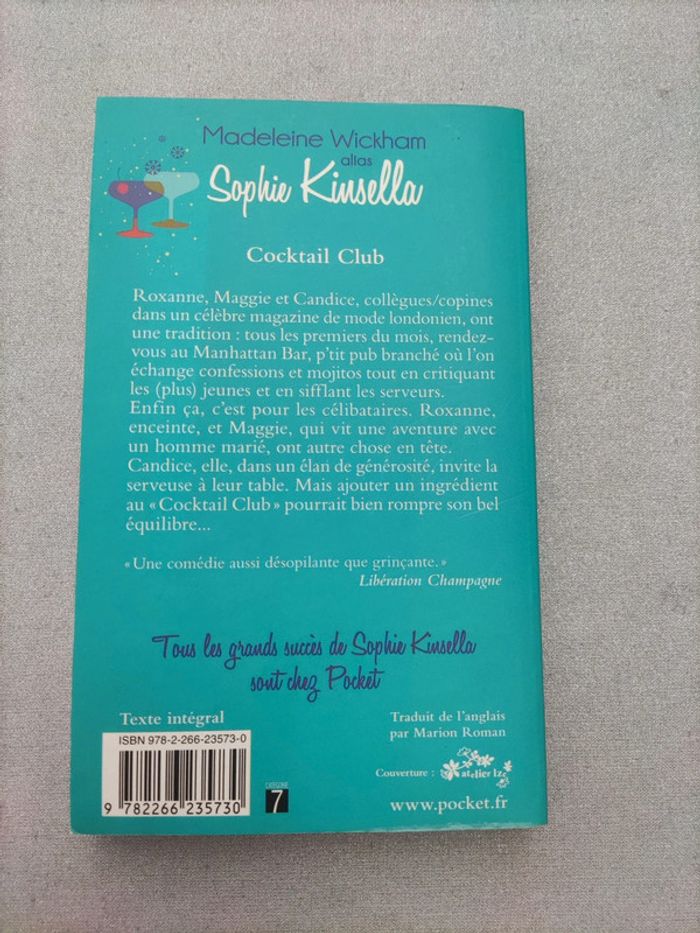 Madeleine Wickham
alias
Sophie Kinsella
Cocktail Club
Roxanne, Maggie et Candice, collègues/copines
dans un célèbre magazine de mode londonien, ont
une tradition : tous les premiers du mois, rendez-
vous au Manhattan Bar, p'tit pub branché où l'on
échange confessions et mojitos tout en critiquant
les (plus) jeunes et en sifflant les serveurs.
Enfin ça, c'est pour les célibataires. Roxanne,
enceinte, et Maggie, qui vit une aventure avec
un homme marié, ont autre chose en tête.
Candice, elle, dans un élan de générosité, invite la
serveuse à leur table. Mais ajouter un ingrédient
au « Cocktail Club » pourrait bien rompre son bel
équilibre...
« Une comédie aussi désopilante que grinçante. »
Libération Champagne
Tous les grands succès de Sophie Kinsella
sont chez Pocket
Texte intégral
ISBN 978-2-266-23573-0
9 782266 235730
CATÉGORIE
7
Traduit de l'anglais
par Marion Roman
Couverture :
atelier lzc
www.pocket.fr